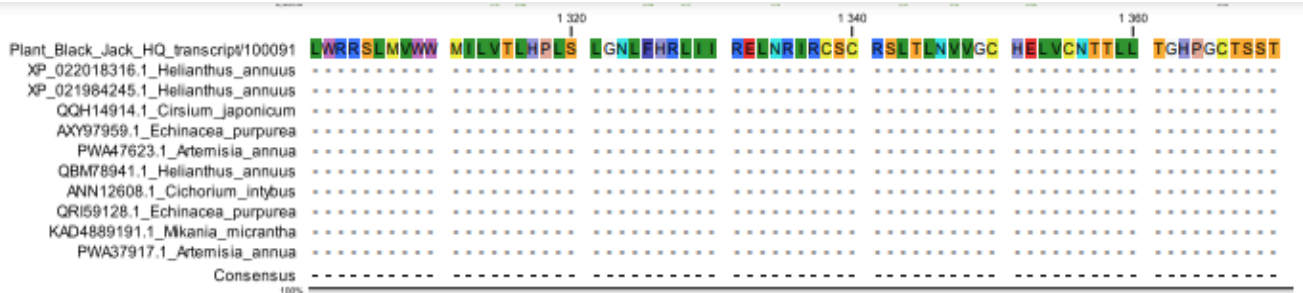 1 320 1 340 1 360
Plant_Black_Jack_HQ_transcript/100091 LWRRSLMVWW MILVTLHPLS LGNLFHRLII RELNRIRCSC RSLTLNVVGC HELVCNTTLL TGHPGCTSST
XP_022018316.1_Helianthus_annuus ---------- ---------- ---------- ---------- ---------- ---------- ----------
XP_021984245.1_Helianthus_annuus ---------- ---------- ---------- ---------- ---------- ---------- ----------
QQH14914.1_Cirsium_japonicum ---------- ---------- ---------- ---------- ---------- ---------- ----------
AXY97959.1_Echinacea_purpurea ---------- ---------- ---------- ---------- ---------- ---------- ----------
PWA47623.1_Artemisia_annua ---------- ---------- ---------- ---------- ---------- ---------- ----------
QBM78941.1_Helianthus_annuus ---------- ---------- ---------- ---------- ---------- ---------- ----------
ANN12608.1_Cichorium_intybus ---------- ---------- ---------- ---------- ---------- ---------- ----------
QRI59128.1_Echinacea_purpurea ---------- ---------- ---------- ---------- ---------- ---------- ----------
KAD4889191.1_Mikania_micrantha ---------- ---------- ---------- ---------- ---------- ---------- ----------
PWA37917.1_Artemisia_annua ---------- ---------- ---------- ---------- ---------- ---------- ----------
Consensus ---------- ---------- ---------- ---------- ---------- ---------- ----------
100%